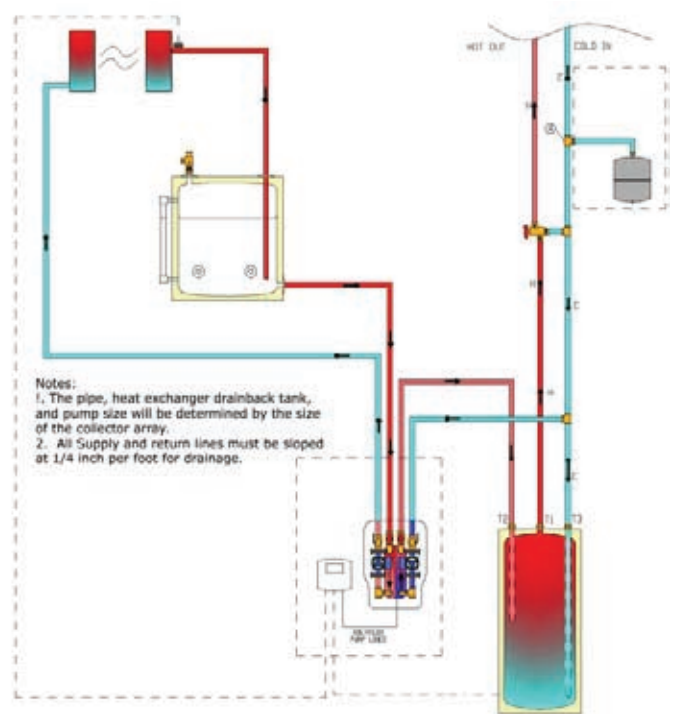 HOT OUT
COLD IN
C
H
C
H
H
C
Notes:
!. The pipe, heat exchanger drainback tank,
and pump size will be determined by the size
of the collector array.
2.  All Supply and return lines must be sloped
at 1/4 inch per foot for drainage.
T2
T1
T3
PUMP LINES